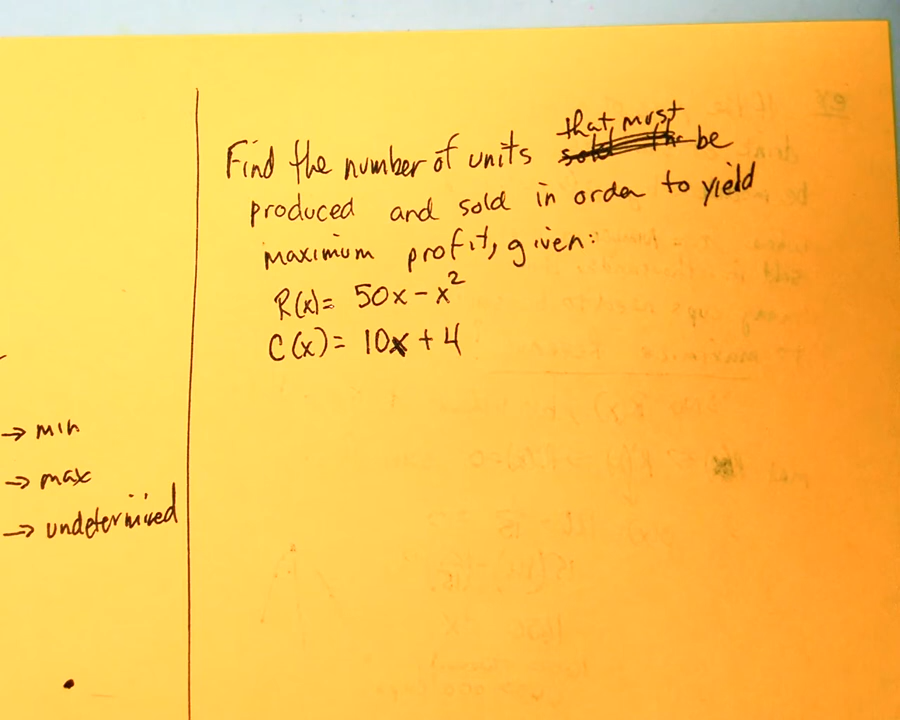 Find the number of units that must be
produced and sold in order to yield
maximum profit, given:
R(x)= 50x-x²
C(x)= 10x+4
→ min
→ max
→ undetermined